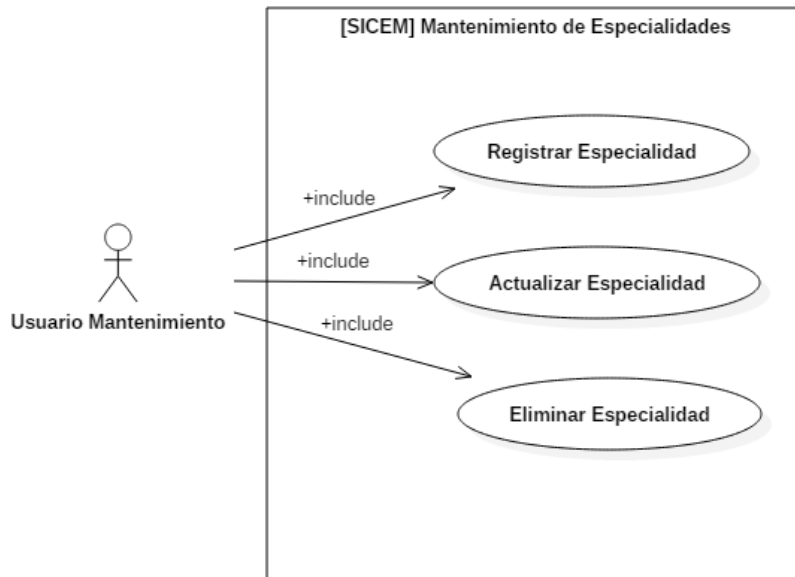 [SICEM] Mantenimiento de Especialidades
Registrar Especialidad
+include
+include
Actualizar Especialidad
Usuario Mantenimiento
+include
Eliminar Especialidad